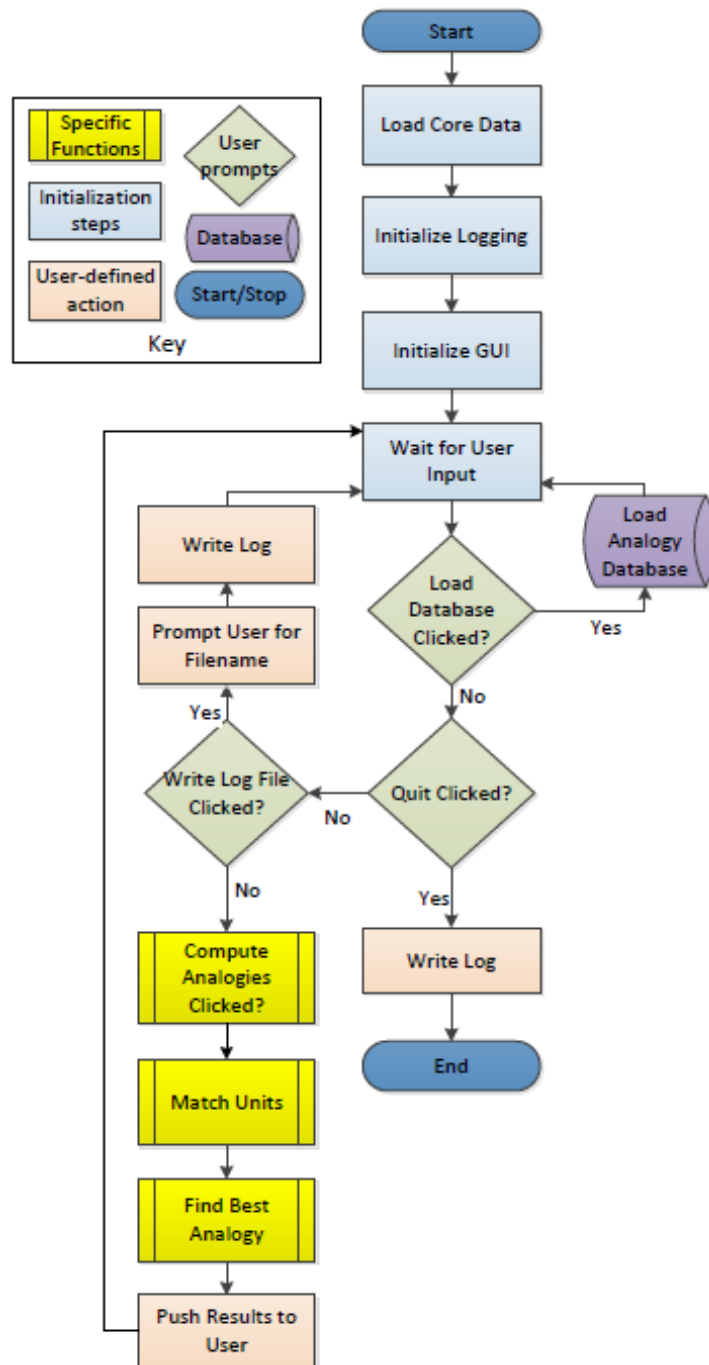 Start
Load Core Data
Initialize Logging
Initialize GUI
Specific
Functions
User
prompts
Initialization
steps
Database
User-defined
action
Start/Stop
Key
Wait for User
Input
Load
Analogy
Database
Write Log
Load
Database
Clicked?
Yes
Prompt User for
Filename
No
Yes
Write Log File
Clicked?
Quit Clicked?
No
No
Yes
Compute
Analogies
Clicked?
Write Log
End
Match Units
Find Best
Analogy
Push Results to
User